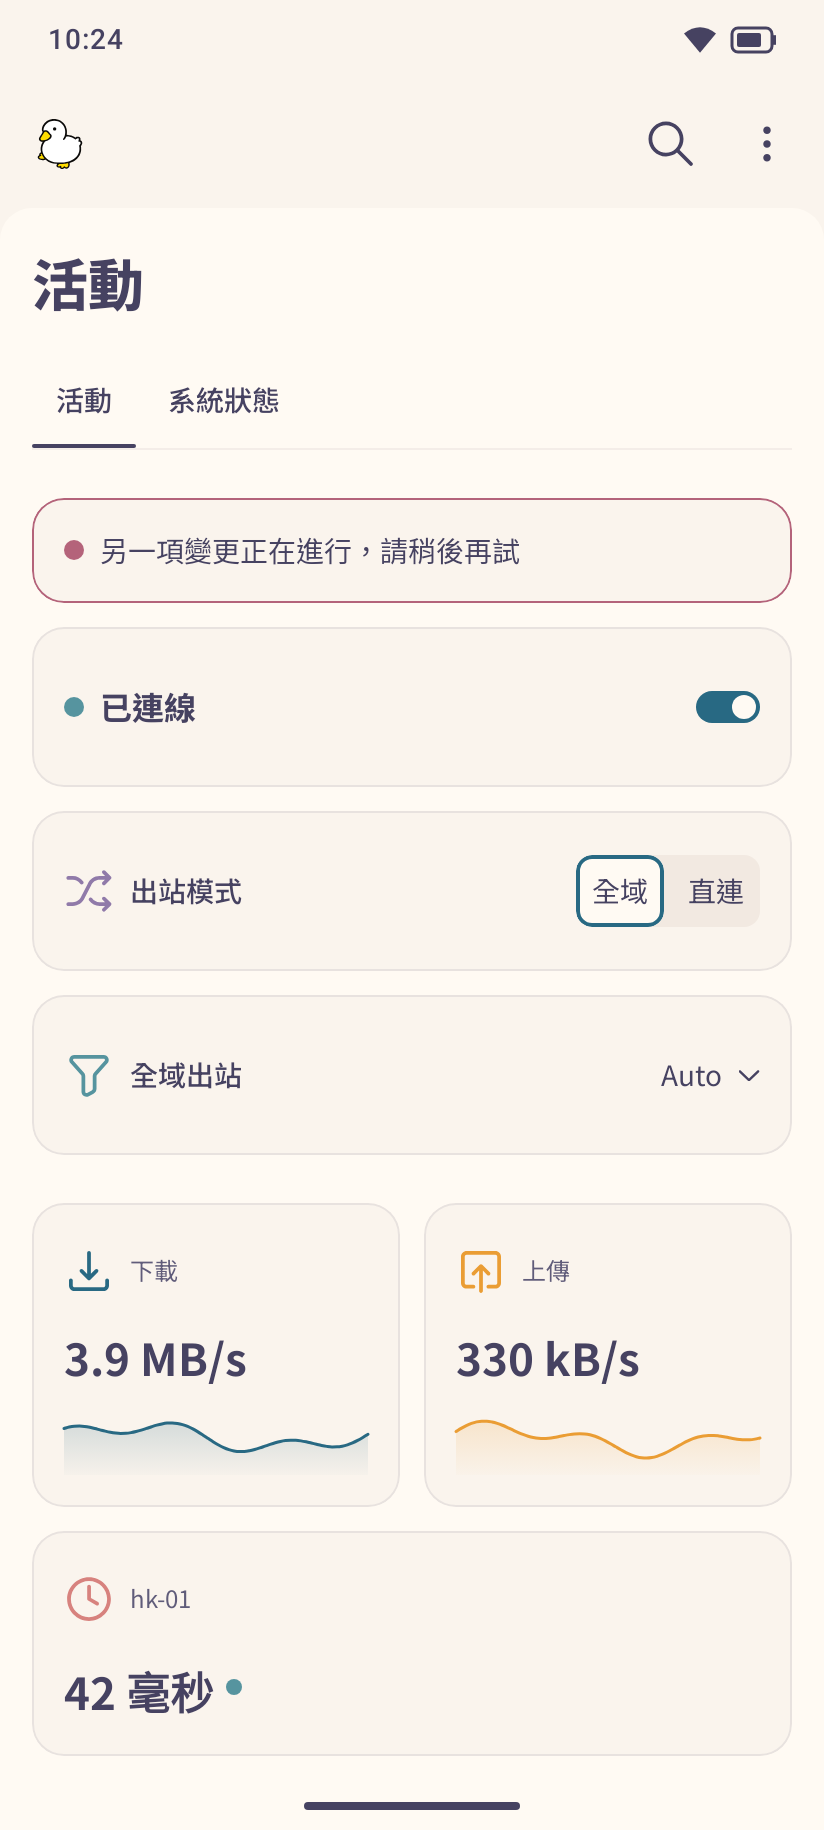 10:24
活動
活動
系統狀態
另一項變更正在進行，請稍後再試
已連線
出站模式
全域
直連
全域出站
Auto
下載
上傳
3.9 MB/s
330 kB/s
hk-01
42 毫秒